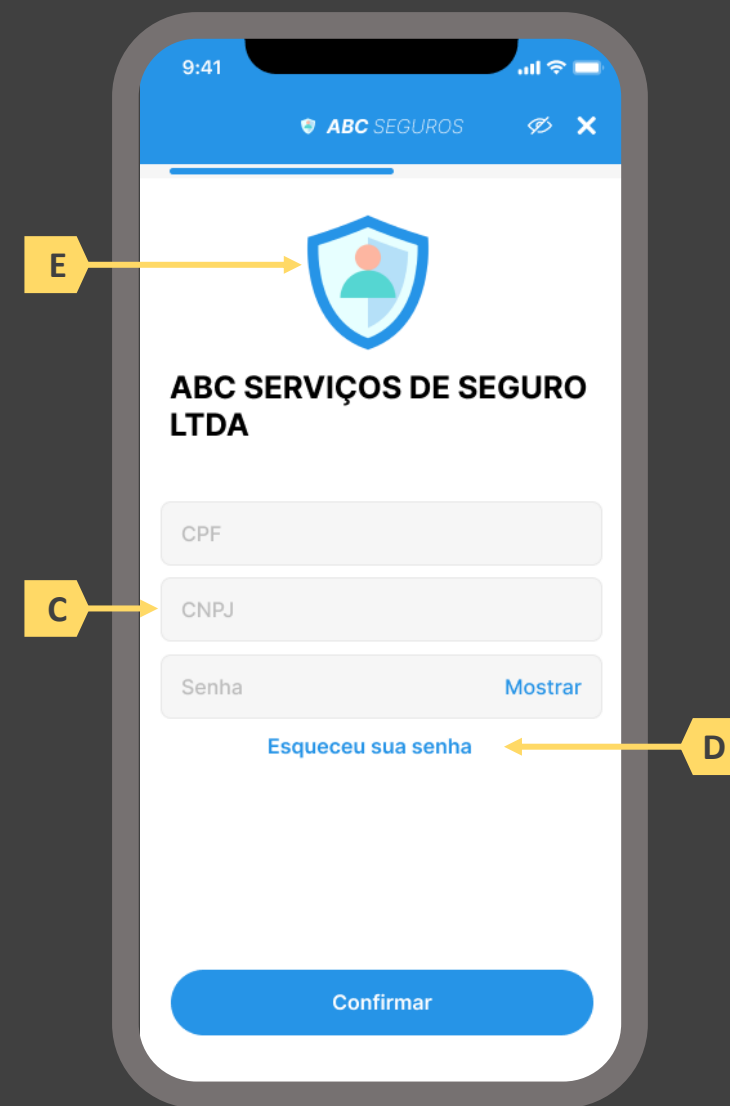 9:41
ABC SEGUROS
E
ABC SERVIÇOS DE SEGURO
LTDA
CPF
C
CNPJ
Senha
Mostrar
Esqueceu sua senha
D
Confirmar